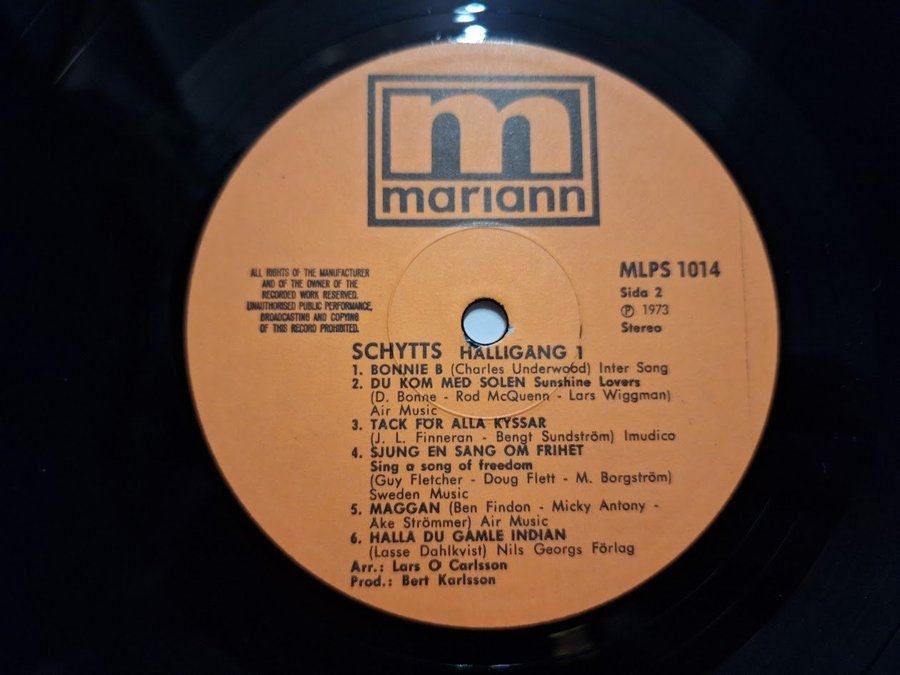 m
mariann
ALL RIGHTS OF THE MANUFACTURER
AND OF THE OWNER OF THE
RECORDED WORK RESERVED.
UNAUTHORISED PUBLIC PERFORMANCE,
BROADCASTING AND COPYING
OF THIS RECORD PROHIBITED.
MLPS 1014
Sida 2
Ⓟ 1973
Stereo
SCHYTTS HÄLLIGÅNG 1
1. BONNIE B (Charles Underwood) Inter Song
2. DU KOM MED SOLEN Sunshine Lovers
(D. Bonne - Rod McQuenn - Lars Wiggman)
Air Music
3. TACK FÖR ALLA KYSSAR
(J. L. Finneran - Bengt Sundström) Imudico
4. SJUNG EN SANG OM FRIHET
Sing a song of freedom
(Guy Fletcher - Doug Flett - M. Borgström)
Sweden Music
5. MAGGAN (Ben Findon - Micky Antony -
Åke Strömmer) Air Music
6. HALLA DU GAMLE INDIAN
(Lasse Dahlkvist) Nils Georgs Förlag
Arr.: Lars O Carlsson
Prod.: Bert Karlsson